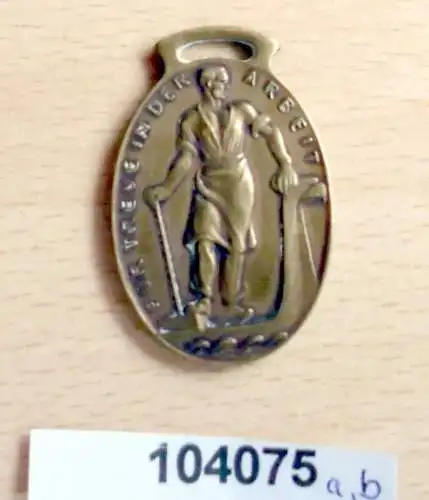 FÜR TREUE IN DER ARBEIT
104075 a, b